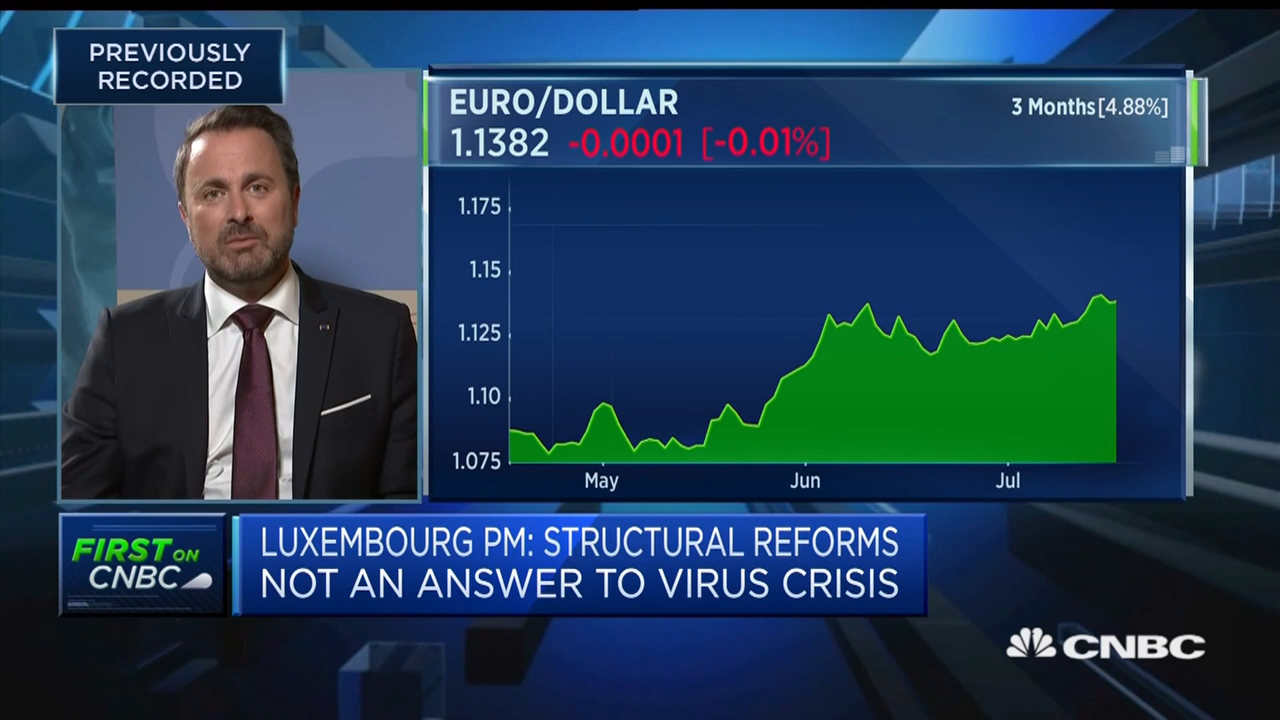 PREVIOUSLY
RECORDED
EURO/DOLLAR
3 Months[4.88%]
1.1382 -0.0001 [-0.01%]
1.175
1.15
1.125
1.10
1.075
May Jun Jul
FIRST ON
CNBC
LUXEMBOURG PM: STRUCTURAL REFORMS
NOT AN ANSWER TO VIRUS CRISIS
CNBC